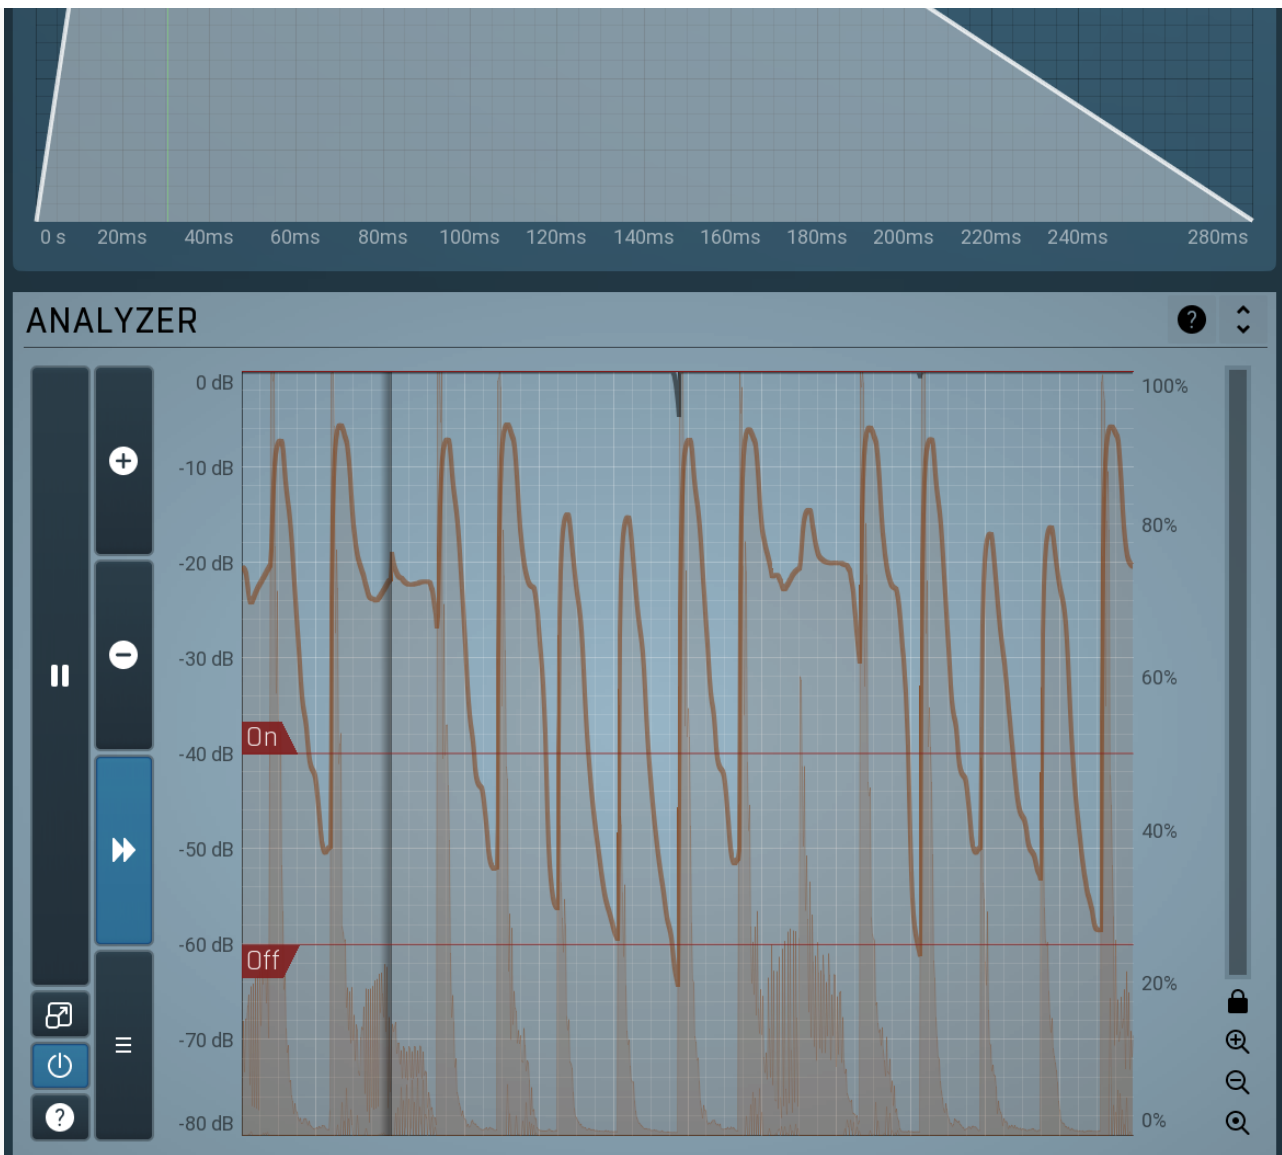 0 s 20ms 40ms 60ms 80ms 100ms 120ms 140ms 160ms 180ms 200ms 220ms 240ms 280ms
ANALYZER
0 dB
100%
-10 dB
80%
-20 dB
-30 dB
60%
On
-40 dB
40%
-50 dB
-60 dB
Off
20%
-70 dB
-80 dB
0%